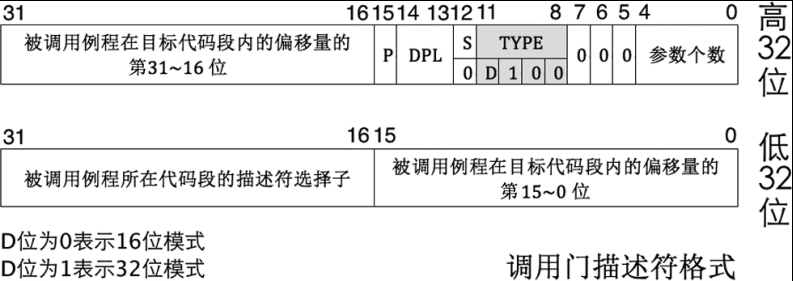 31 16 15 14 13 12 11 8 7 6 5 4 0
被调用例程在目标代码段内的偏移量的
第31~16 位
P DPL S TYPE 0 0 0 参数个数
0 D 1 0 0
高32位
31 16 15 0
被调用例程所在代码段的描述符选择子
被调用例程在目标代码段内的偏移量的
第15~0 位
低32位
D位为0表示16位模式
D位为1表示32位模式
调用门描述符格式